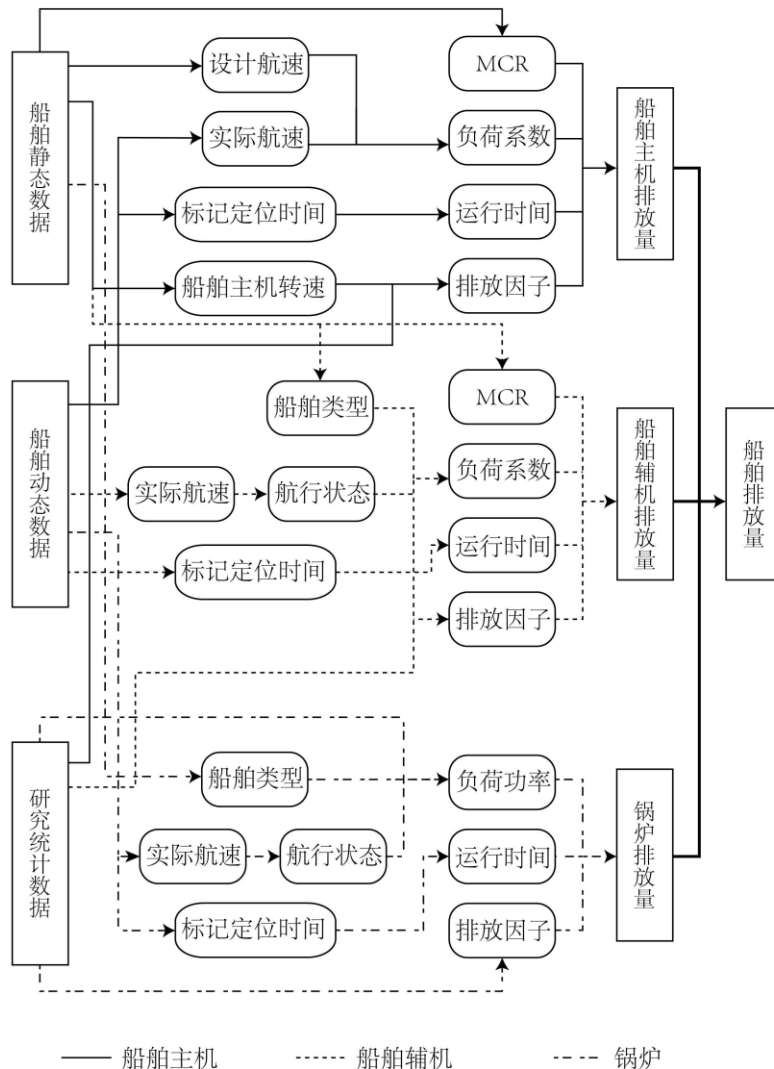 船舶静态数据
设计航速
MCR
实际航速
负荷系数
标记定位时间
运行时间
船舶主机转速
排放因子
船舶主机排放量
船舶动态数据
船舶类型
MCR
实际航速
航行状态
负荷系数
标记定位时间
运行时间
排放因子
船舶辅机排放量
船舶排放量
研究统计数据
船舶类型
负荷功率
实际航速
航行状态
运行时间
标记定位时间
排放因子
锅炉排放量
船舶主机
船舶辅机
锅炉